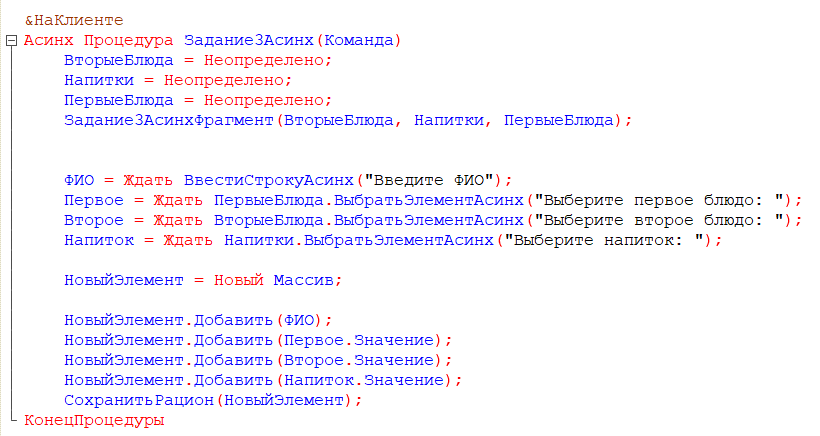 &НаКлиенте
Асинх Процедура Задание3Асинх(Команда)
ВторыеБлюда = Неопределено;
Напитки = Неопределено;
ПервыеБлюда = Неопределено;
Задание3АсинхФрагмент(ВторыеБлюда, Напитки, ПервыеБлюда);
ФИО = Ждать ВвестиСтрокуАсинх("Введите ФИО");
Первое = Ждать ПервыеБлюда.ВыбратьЭлементАсинх("Выберите первое блюдо: ");
Второе = Ждать ВторыеБлюда.ВыбратьЭлементАсинх("Выберите второе блюдо: ");
Напиток = Ждать Напитки.ВыбратьЭлементАсинх("Выберите напиток: ");
НовыйЭлемент = Новый Массив;
НовыйЭлемент.Добавить(ФИО);
НовыйЭлемент.Добавить(Первое.Значение);
НовыйЭлемент.Добавить(Второе.Значение);
НовыйЭлемент.Добавить(Напиток.Значение);
СохранитьРацион(НовыйЭлемент);
КонецПроцедуры